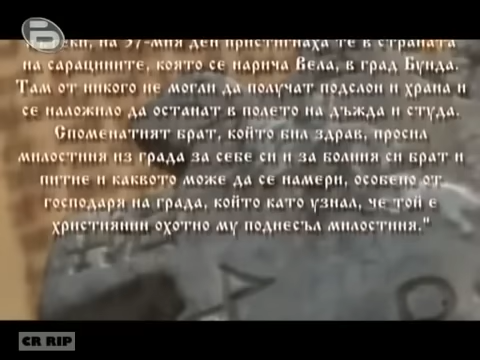 на 37-мия ден пристигнаха те в страната
на сарацините, която се нарича Вела, в град Бунда.
Там от никого не могли да получат подслон и храна и
се наложило да останат в полето на дъжда и студа.
Споменатият брат, който бил здрав, просил
милостиня из града за себе си и за болния си брат и
питие и каквото може да се намери, особено от
господаря на града, който като узнал, че той е
християнин охотно му поднесъл милостиня."
CR RIP